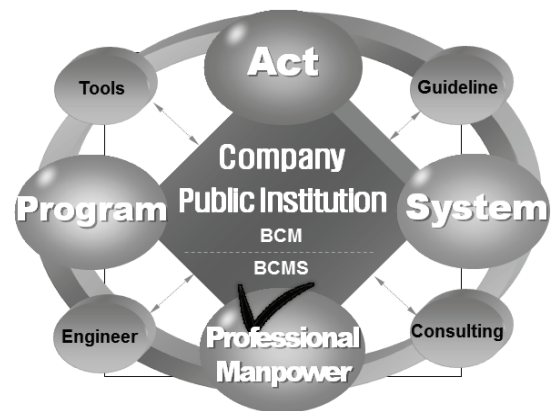 Act
Tools
Guideline
Company
Public Institution
Program
System
BCM
BCMS
Engineer
Professional
Manpower
Consulting